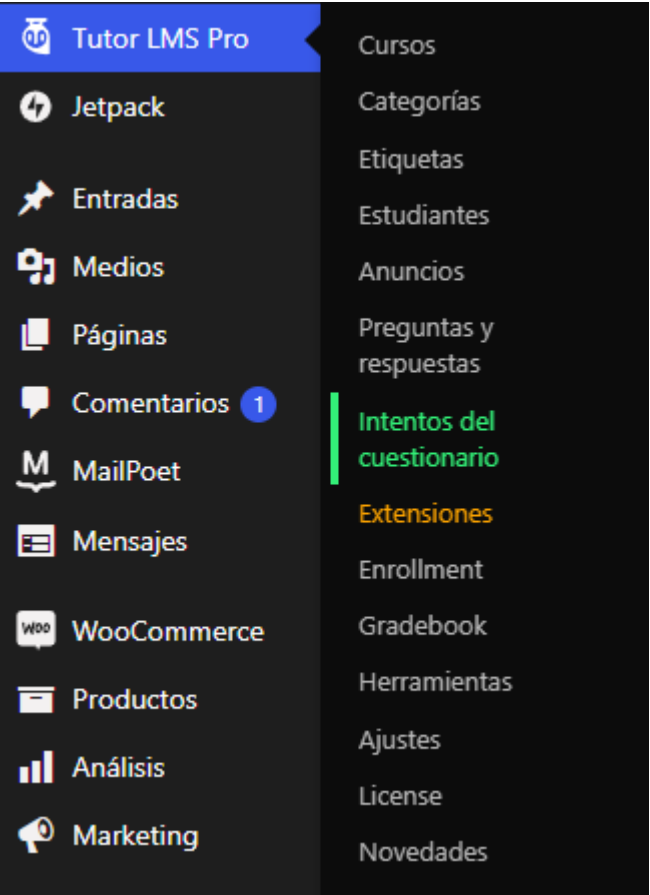 Tutor LMS Pro
Jetpack
Entradas
Medios
Páginas
Comentarios 1
M MailPoet
Mensajes
Woo WooCommerce
Productos
Análisis
Marketing
Cursos
Categorías
Etiquetas
Estudiantes
Anuncios
Preguntas y
respuestas
Intentos del
cuestionario
Extensiones
Enrollment
Gradebook
Herramientas
Ajustes
License
Novedades